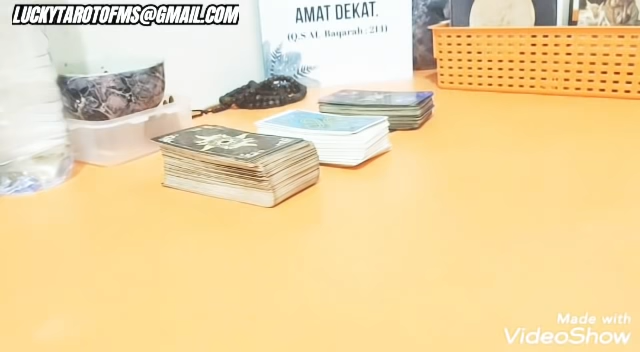 LUCKYTAROTOFMS@GMAIL.COM
AMAT DEKAT.
(Q.S AL Baqarah : 214)
Made with
VideoShow